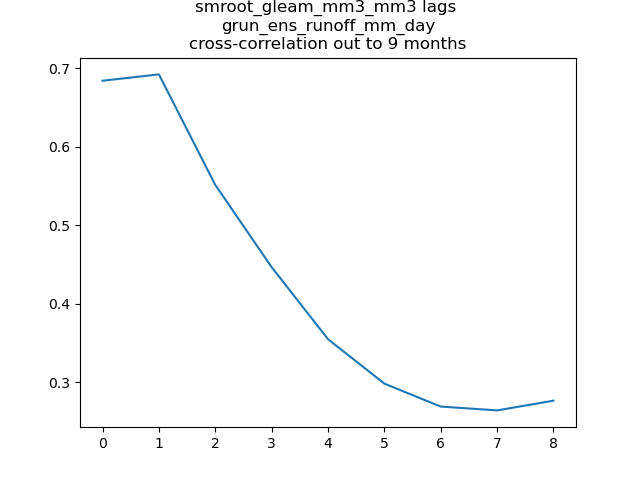 smroot_gleam_mm3_mm3 lags
grun_ens_runoff_mm_day
cross-correlation out to 9 months
0.7
0.6
0.5
0.4
0.3
0 1 2 3 4 5 6 7 8